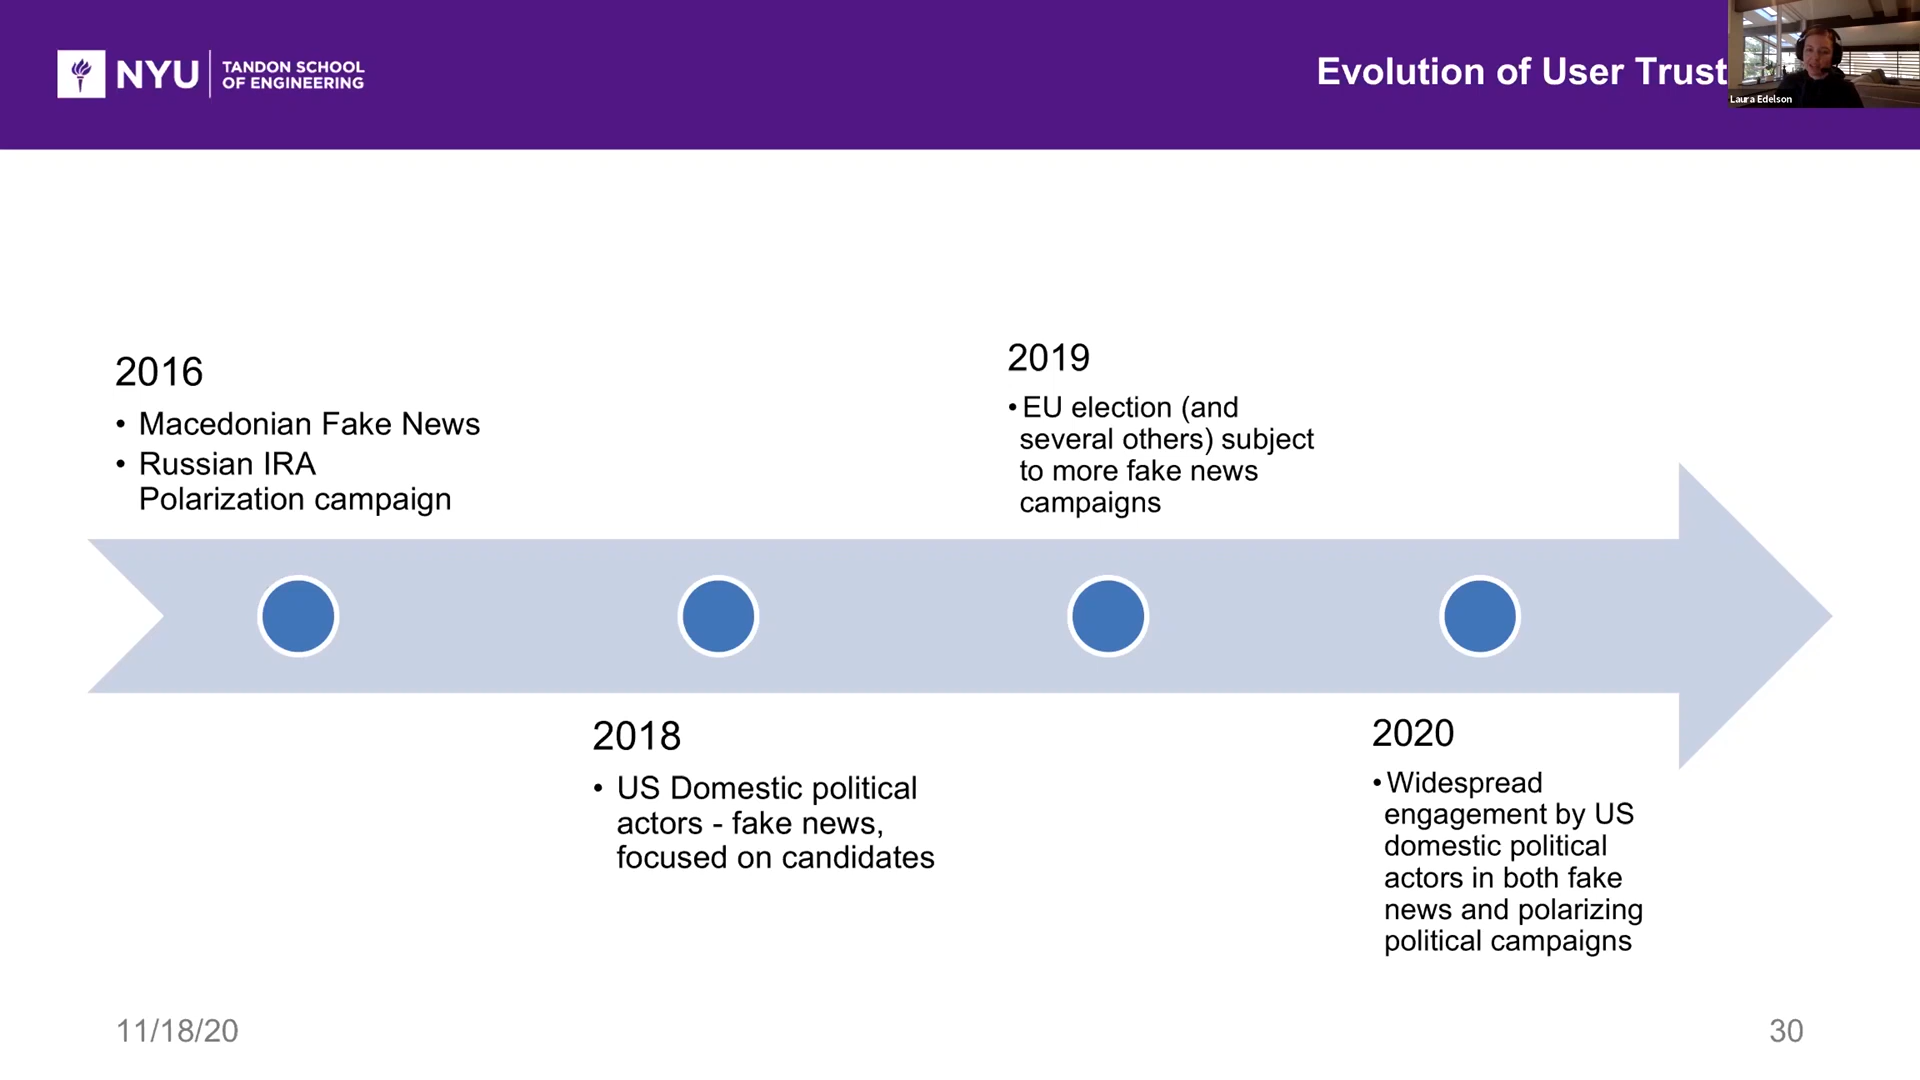 NYU
TANDON SCHOOL
OF ENGINEERING
Evolution of User Trust
Laura Edelson
2016
• Macedonian Fake News
• Russian IRA
Polarization campaign
2018
• US Domestic political
actors - fake news,
focused on candidates
2019
•EU election (and
several others) subject
to more fake news
campaigns
2020
•Widespread
engagement by US
domestic political
actors in both fake
news and polarizing
political campaigns
11/18/20
30